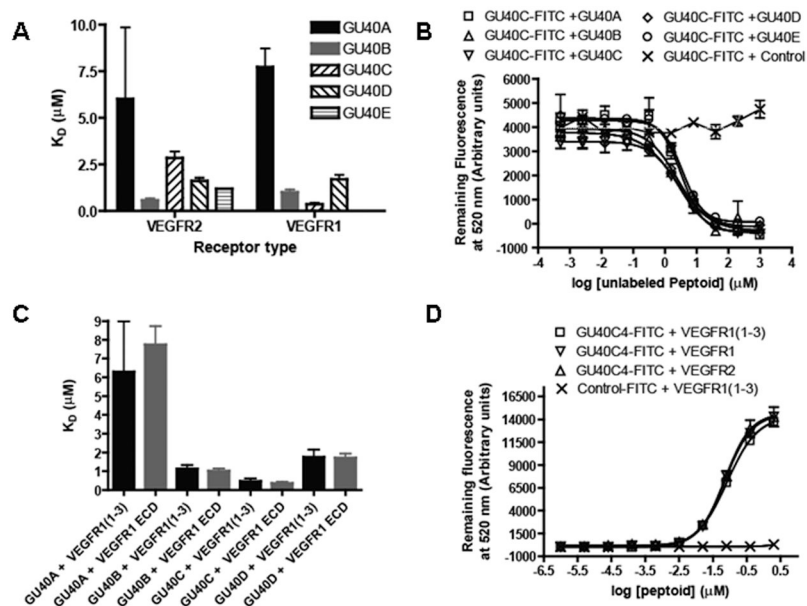 A
10.0
7.5
5.0
2.5
0.0
K_D (µM)
GU40A
GU40B
GU40C
GU40D
GU40E
VEGFR2 VEGFR1
Receptor type
B
GU40C-FITC +GU40A
GU40C-FITC +GU40B
GU40C-FITC +GU40C
GU40C-FITC +GU40D
GU40C-FITC +GU40E
GU40C-FITC + Control
Remaining Fluorescence
at 520 nm (Arbitrary units)
6000
5000
4000
3000
2000
1000
0
-1000
-4 -3 -2 -1 0 1 2 3 4
log [unlabeled Peptoid] (µM)
C
K_D (µM)
9
8
7
6
5
4
3
2
1
0
GU40A + VEGFR1(1-3)
GU40A + VEGFR1 ECD
GU40B + VEGFR1(1-3)
GU40B + VEGFR1 ECD
GU40C + VEGFR1(1-3)
GU40C + VEGFR1 ECD
GU40D + VEGFR1(1-3)
GU40D + VEGFR1 ECD
D
GU40C4-FITC + VEGFR1(1-3)
GU40C4-FITC + VEGFR1
GU40C4-FITC + VEGFR2
Control-FITC + VEGFR1(1-3)
Remaining fluorescence
at 520 nm (Arbitrary units)
16500
14000
11500
9000
6500
4000
1500
-1000
-6.5 -5.5 -4.5 -3.5 -2.5 -1.5 -0.5 0.5
log [peptoid] (µM)